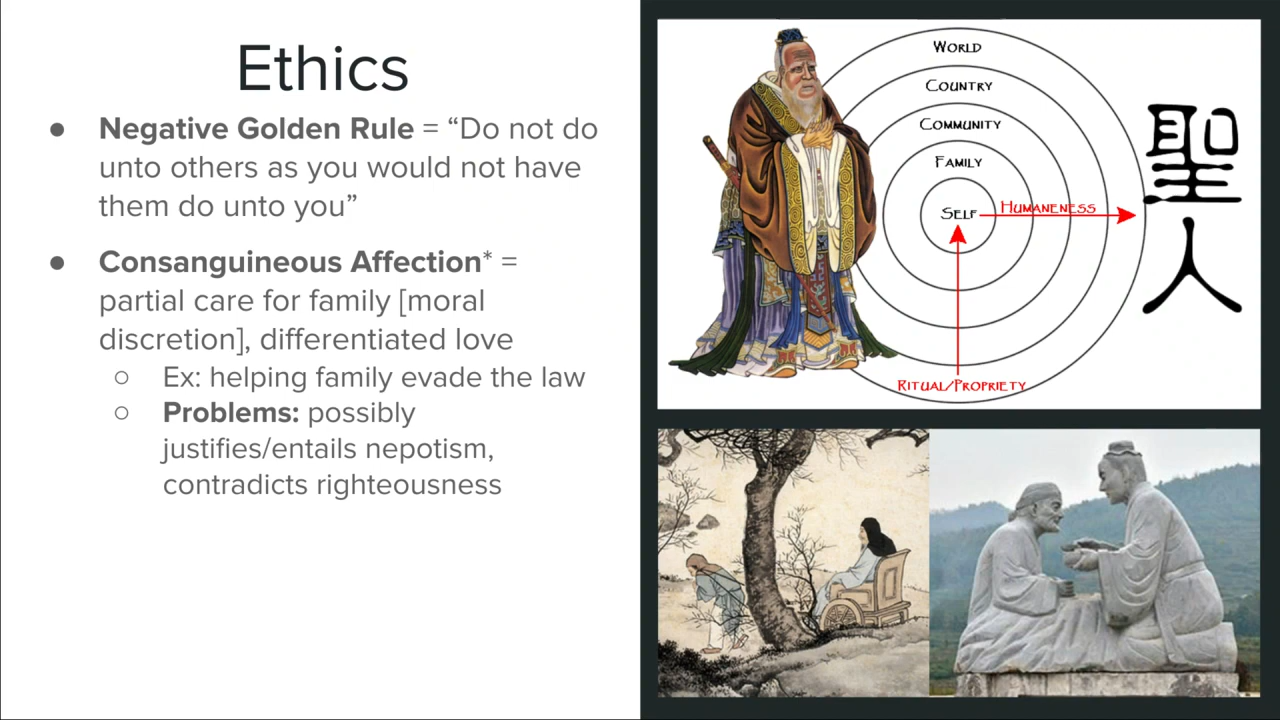 Ethics
● Negative Golden Rule = “Do not do
unto others as you would not have
them do unto you”
● Consanguineous Affection* =
partial care for family [moral
discretion], differentiated love
○ Ex: helping family evade the law
○ Problems: possibly
justifies/entails nepotism,
contradicts righteousness
World
Country
Community
Family
Self
Humaneness
Ritual/Propriety
聖
人